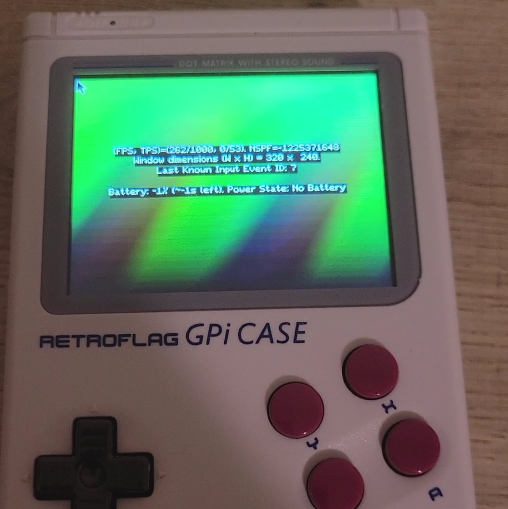 DOT MATRIX WITH STEREO SOUND
(FPS, TPS)=(262/1000, 0/53), MSPF=-1225371648
Window dimensions (W x H) = 320 x 240.
Last Known Input Event ID: ?
Battery: -1% (~-1s left). Power State: No Battery
RETROFLAG GPi CASE
X
Y
A